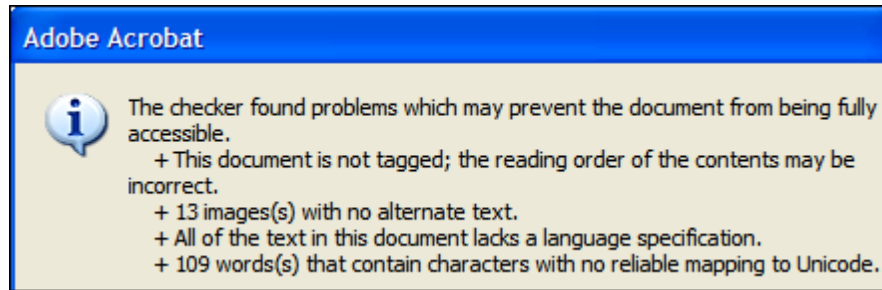 Adobe Acrobat
The checker found problems which may prevent the document from being fully
accessible.
+ This document is not tagged; the reading order of the contents may be
incorrect.
+ 13 images(s) with no alternate text.
+ All of the text in this document lacks a language specification.
+ 109 words(s) that contain characters with no reliable mapping to Unicode.